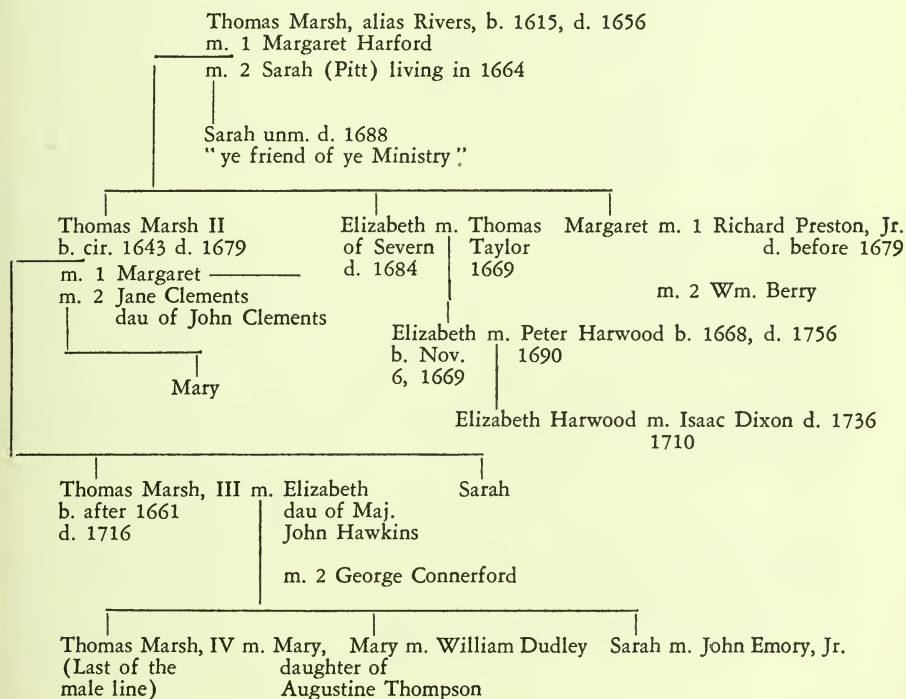 Thomas Marsh, alias Rivers, b. 1615, d. 1656
m. 1 Margaret Harford
m. 2 Sarah (Pitt) living in 1664
Sarah unm. d. 1688
"ye friend of ye Ministry"
Thomas Marsh II
b. cir. 1643 d. 1679
m. 1 Margaret
m. 2 Jane Clements
dau of John Clements
Mary
Elizabeth m. Thomas
of Severn Taylor
d. 1684 1669
Margaret m. 1 Richard Preston, Jr.
d. before 1679
m. 2 Wm. Berry
Elizabeth m. Peter Harwood b. 1668, d. 1756
b. Nov. 1690
6, 1669
Elizabeth Harwood m. Isaac Dixon d. 1736
1710
Thomas Marsh, III m. Elizabeth
b. after 1661 dau of Maj.
d. 1716 John Hawkins
m. 2 George Connerford
Sarah
Thomas Marsh, IV m. Mary,
(Last of the daughter of
male line) Augustine Thompson
Mary m. William Dudley
Sarah m. John Emory, Jr.